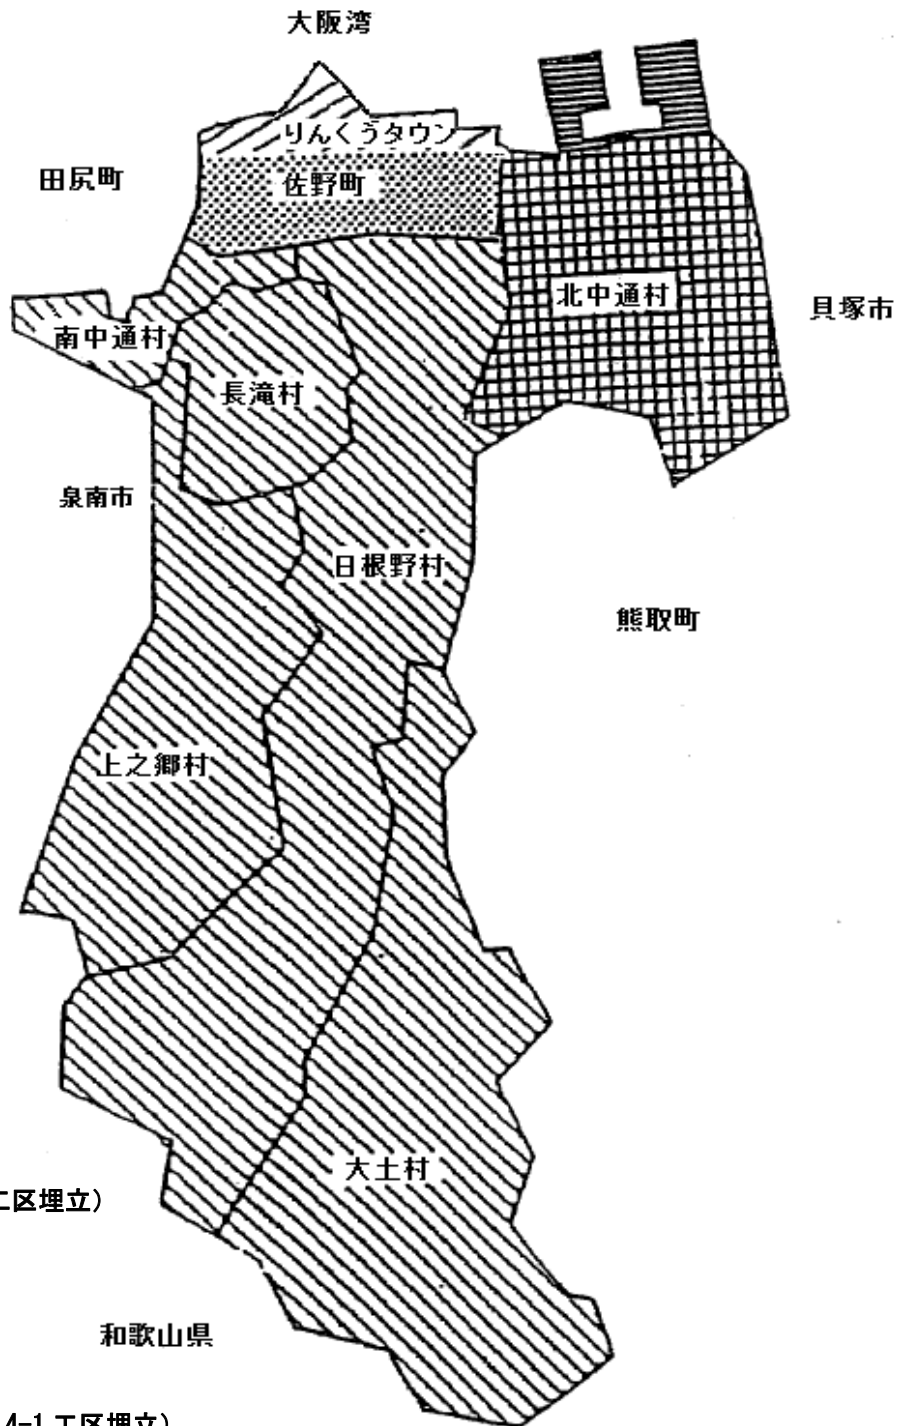 大阪湾
りんくうタウン
田尻町
佐野町
北中通村
貝塚市
南中通村
長滝村
泉南市
日根野村
熊取町
上之郷村
大土村
工区埋立）
和歌山県
4-1 工区埋立）